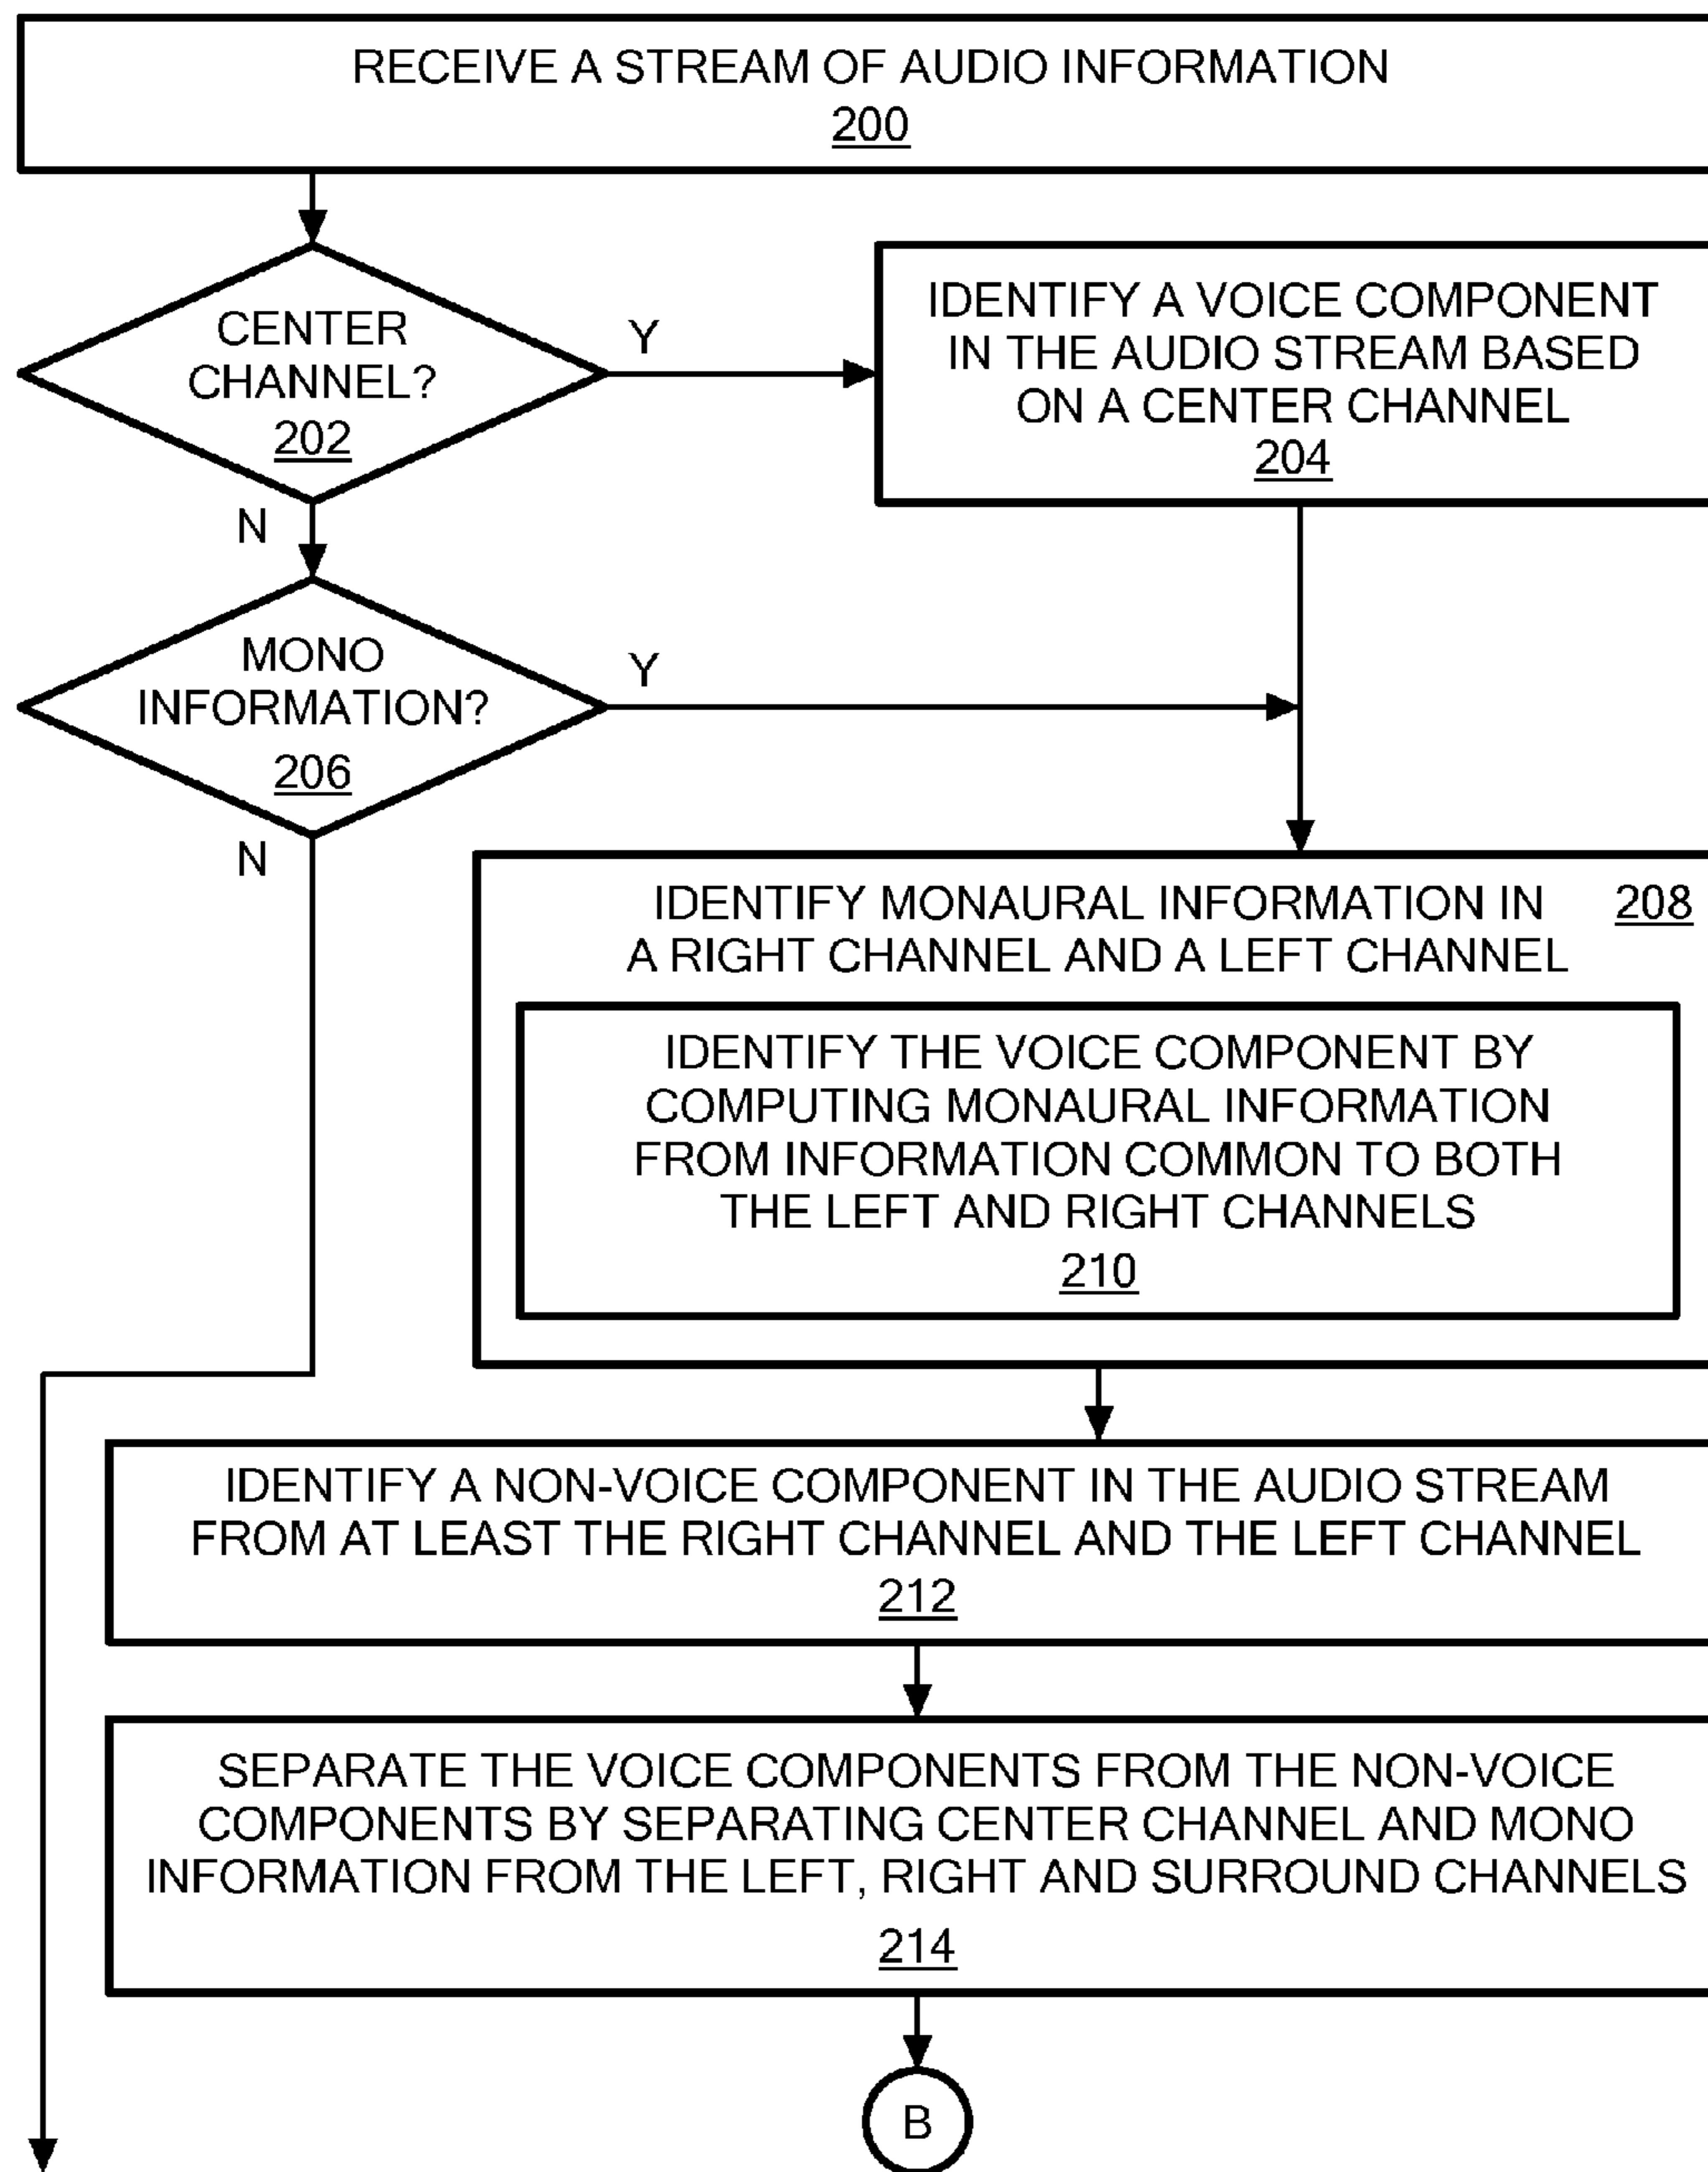 RECEIVE A STREAM OF AUDIO INFORMATION
200
CENTER
CHANNEL?
202
Y
N
IDENTIFY A VOICE COMPONENT
IN THE AUDIO STREAM BASED
ON A CENTER CHANNEL
204
MONO
INFORMATION?
206
Y
N
IDENTIFY MONAURAL INFORMATION IN
A RIGHT CHANNEL AND A LEFT CHANNEL
208
IDENTIFY THE VOICE COMPONENT BY
COMPUTING MONAURAL INFORMATION
FROM INFORMATION COMMON TO BOTH
THE LEFT AND RIGHT CHANNELS
210
IDENTIFY A NON-VOICE COMPONENT IN THE AUDIO STREAM
FROM AT LEAST THE RIGHT CHANNEL AND THE LEFT CHANNEL
212
SEPARATE THE VOICE COMPONENTS FROM THE NON-VOICE
COMPONENTS BY SEPARATING CENTER CHANNEL AND MONO
INFORMATION FROM THE LEFT, RIGHT AND SURROUND CHANNELS
214
B